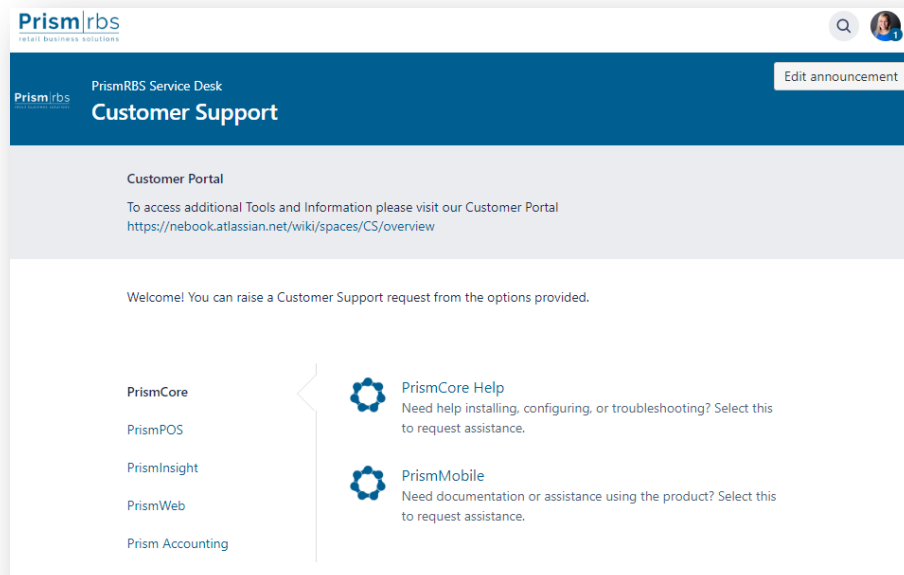 Prism|rbs
retail business solutions
1
Edit announcement
Prism|rbs
PrismRBS Service Desk
Customer Support
Customer Portal
To access additional Tools and Information please visit our Customer Portal
https://nebook.atlassian.net/wiki/spaces/CS/overview
Welcome! You can raise a Customer Support request from the options provided.
PrismCore
PrismPOS
PrismInsight
PrismWeb
Prism Accounting
PrismCore Help
Need help installing, configuring, or troubleshooting? Select this
to request assistance.
PrismMobile
Need documentation or assistance using the product? Select this
to request assistance.